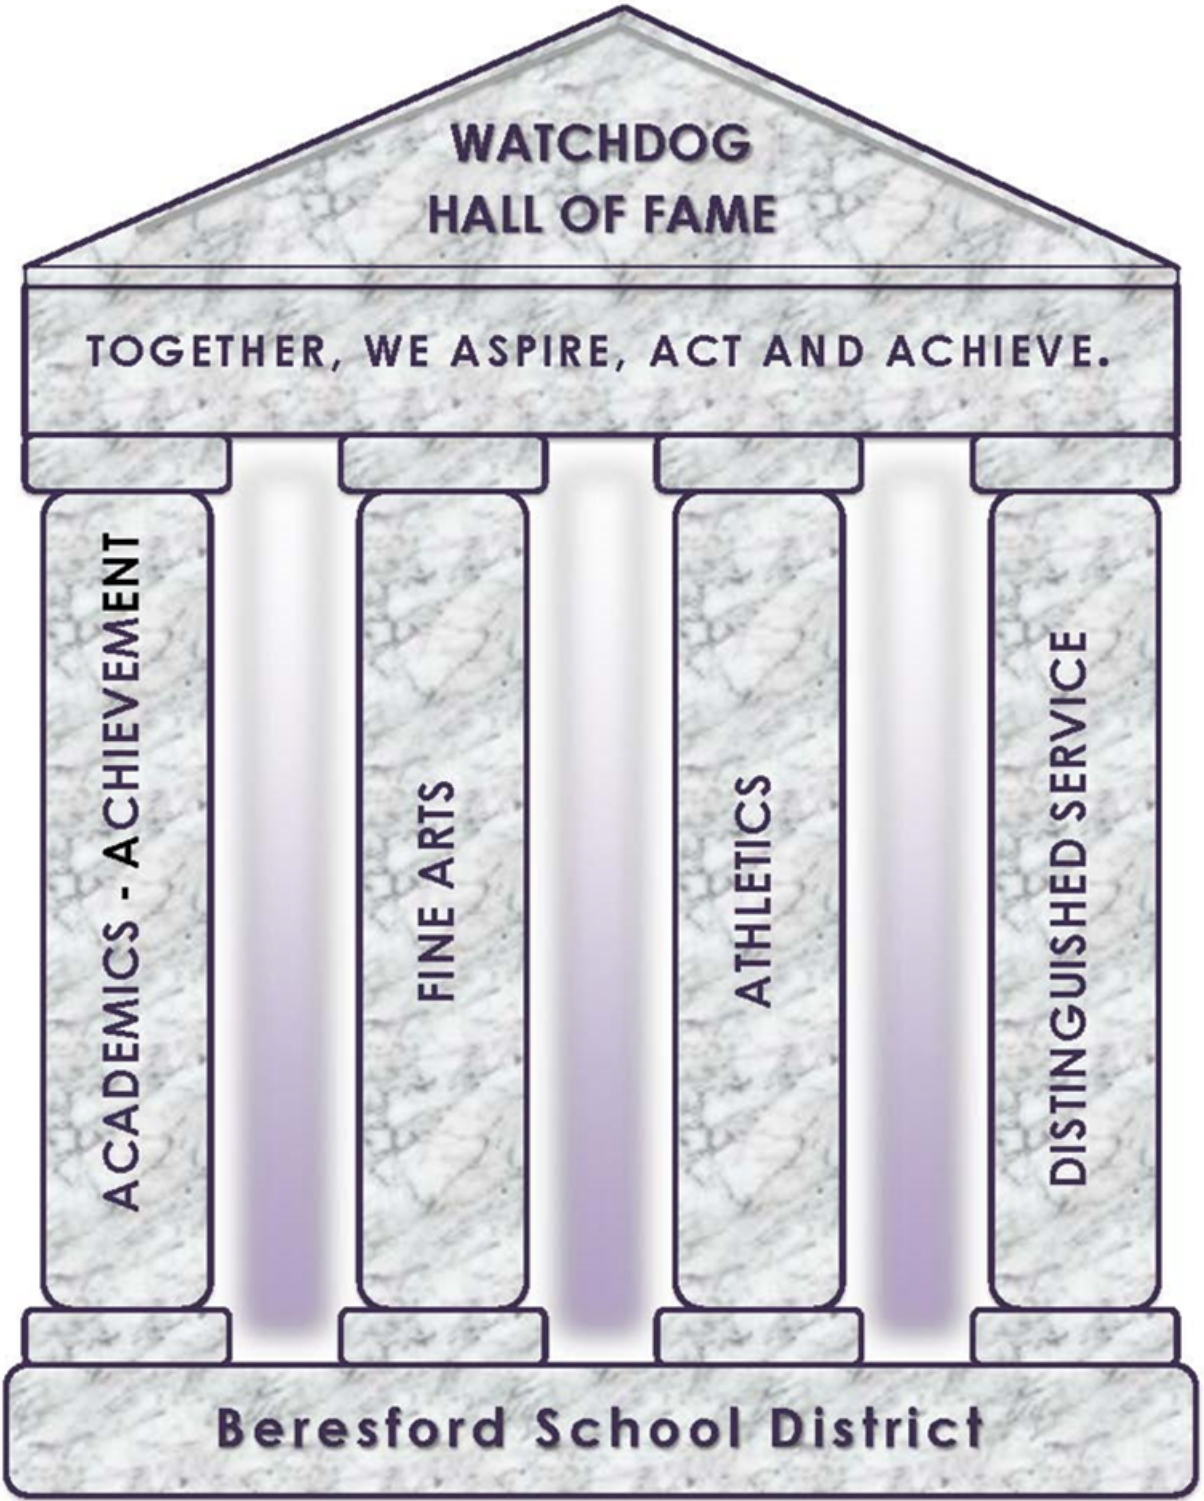 WATCHDOG
HALL OF FAME
TOGETHER, WE ASPIRE, ACT AND ACHIEVE.
ACADEMICS - ACHIEVEMENT
FINE ARTS
ATHLETICS
DISTINGUISHED SERVICE
Beresford School District